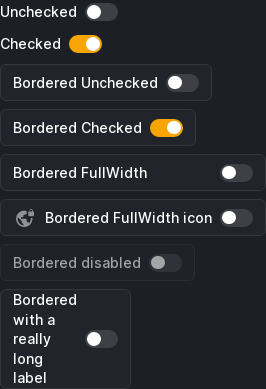 Unchecked
Checked
Bordered Unchecked
Bordered Checked
Bordered FullWidth
Bordered FullWidth icon
Bordered disabled
Bordered
with a
really
long
label